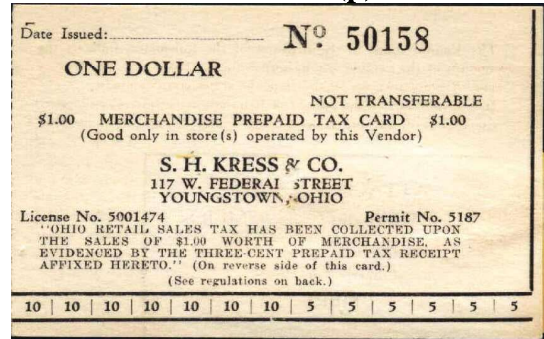 Date Issued: Nº 50158
ONE DOLLAR
NOT TRANSFERABLE
$1.00 MERCHANDISE PREPAID TAX CARD $1.00
(Good only in store(s) operated by this Vendor)
S. H. KRESS & CO.
117 W. FEDERAL STREET
YOUNGSTOWN, OHIO
License No. 5001474 Permit No. 5187
"OHIO RETAIL SALES TAX HAS BEEN COLLECTED UPON
THE SALES OF $1.00 WORTH OF MERCHANDISE, AS
EVIDENCED BY THE THREE-CENT PREPAID TAX RECEIPT
AFFIXED HERETO." (On reverse side of this card.)
(See regulations on back.)
10 | 10 | 10 | 10 | 10 | 10 | 10 | 5 | 5 | 5 | 5 | 5 | 5